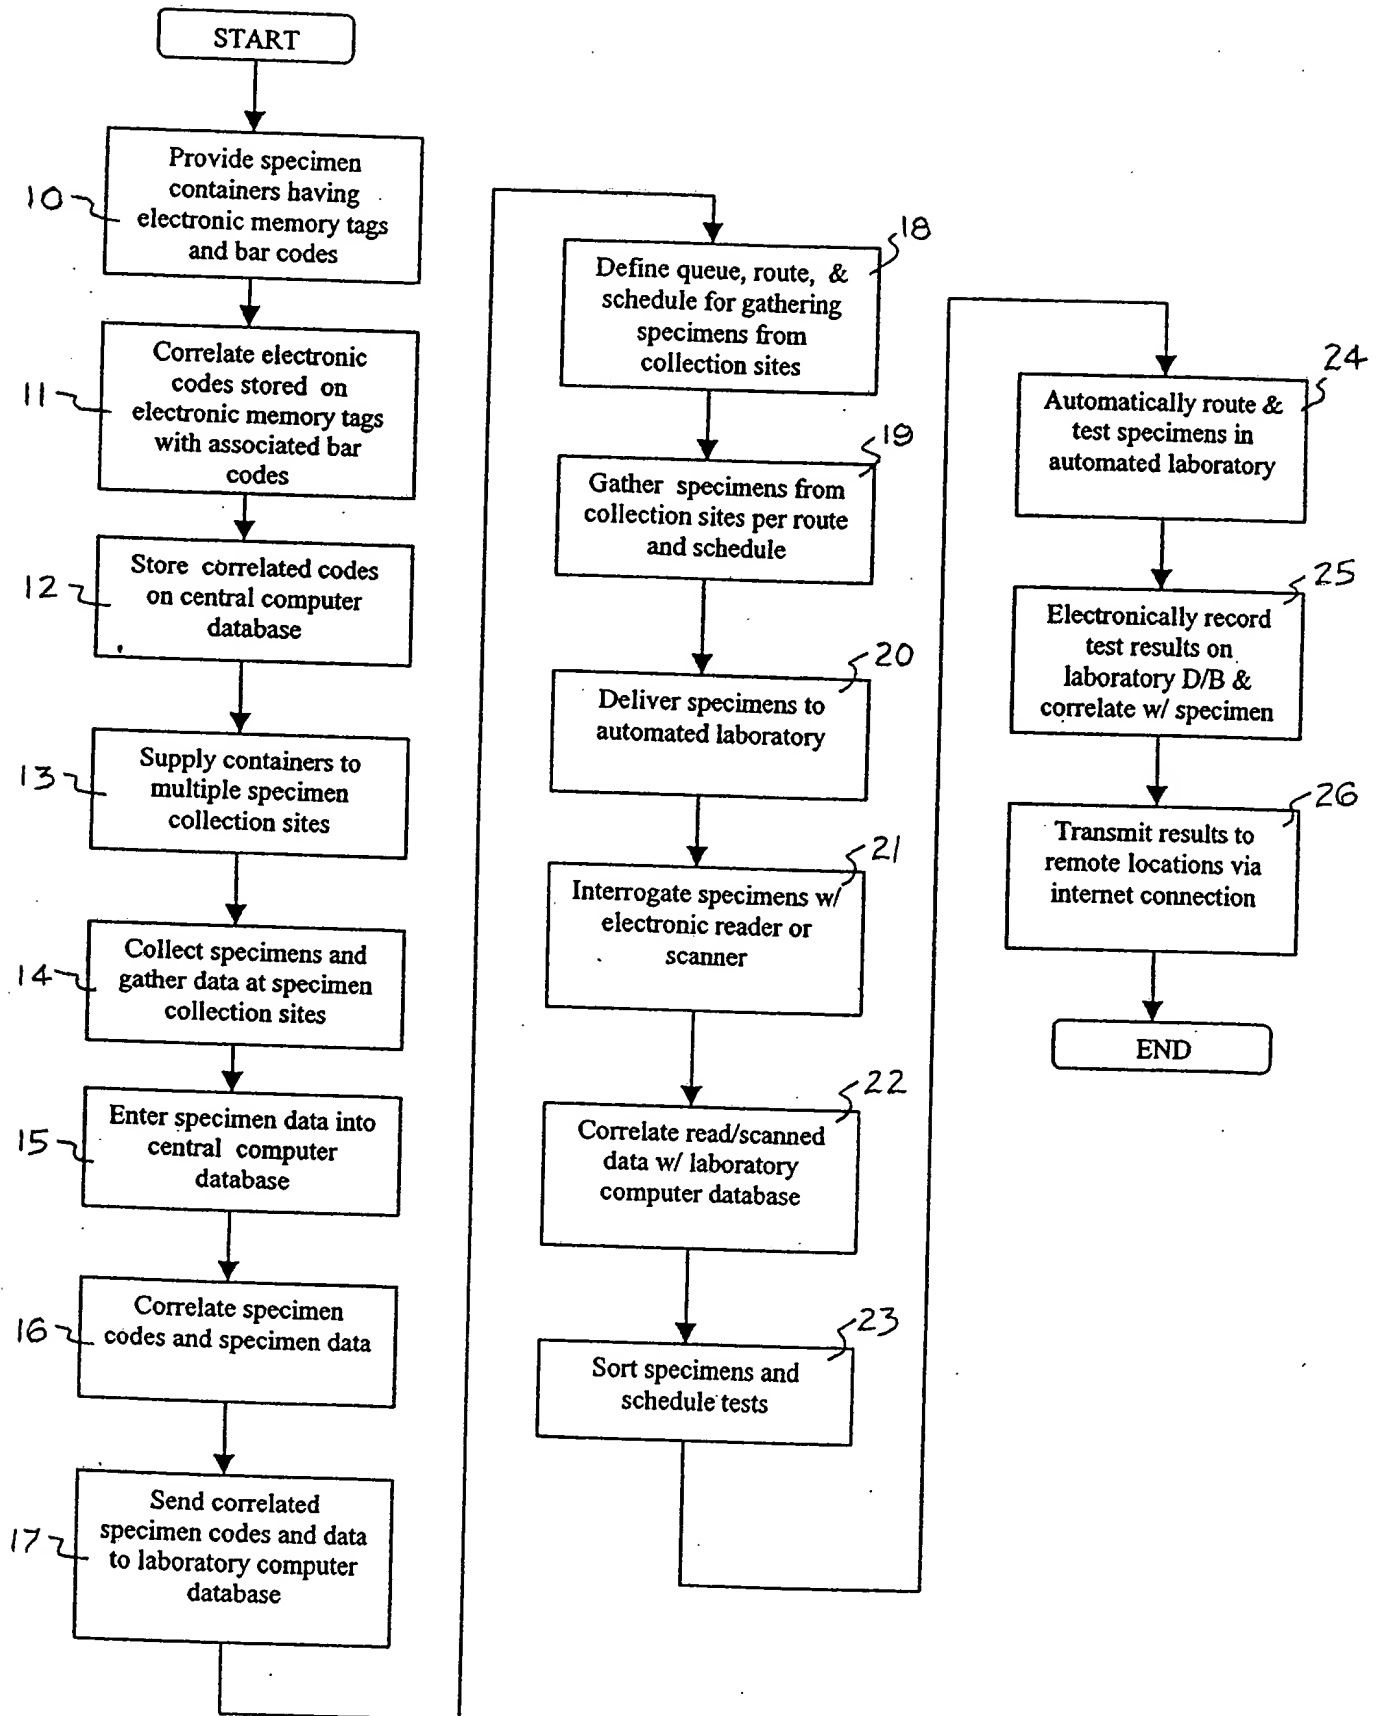 START
10
Provide specimen
containers having
electronic memory tags
and bar codes
11
Correlate electronic
codes stored on
electronic memory tags
with associated bar
codes
12
Store correlated codes
on central computer
database
13
Supply containers to
multiple specimen
collection sites
14
Collect specimens and
gather data at specimen
collection sites
15
Enter specimen data into
central computer
database
16
Correlate specimen
codes and specimen data
17
Send correlated
specimen codes and data
to laboratory computer
database
18
Define queue, route, &
schedule for gathering
specimens from
collection sites
19
Gather specimens from
collection sites per route
and schedule
20
Deliver specimens to
automated laboratory
21
Interrogate specimens w/
electronic reader or
scanner
22
Correlate read/scanned
data w/ laboratory
computer database
23
Sort specimens and
schedule tests
24
Automatically route &
test specimens in
automated laboratory
25
Electronically record
test results on
laboratory D/B &
correlate w/ specimen
26
Transmit results to
remote locations via
internet connection
END